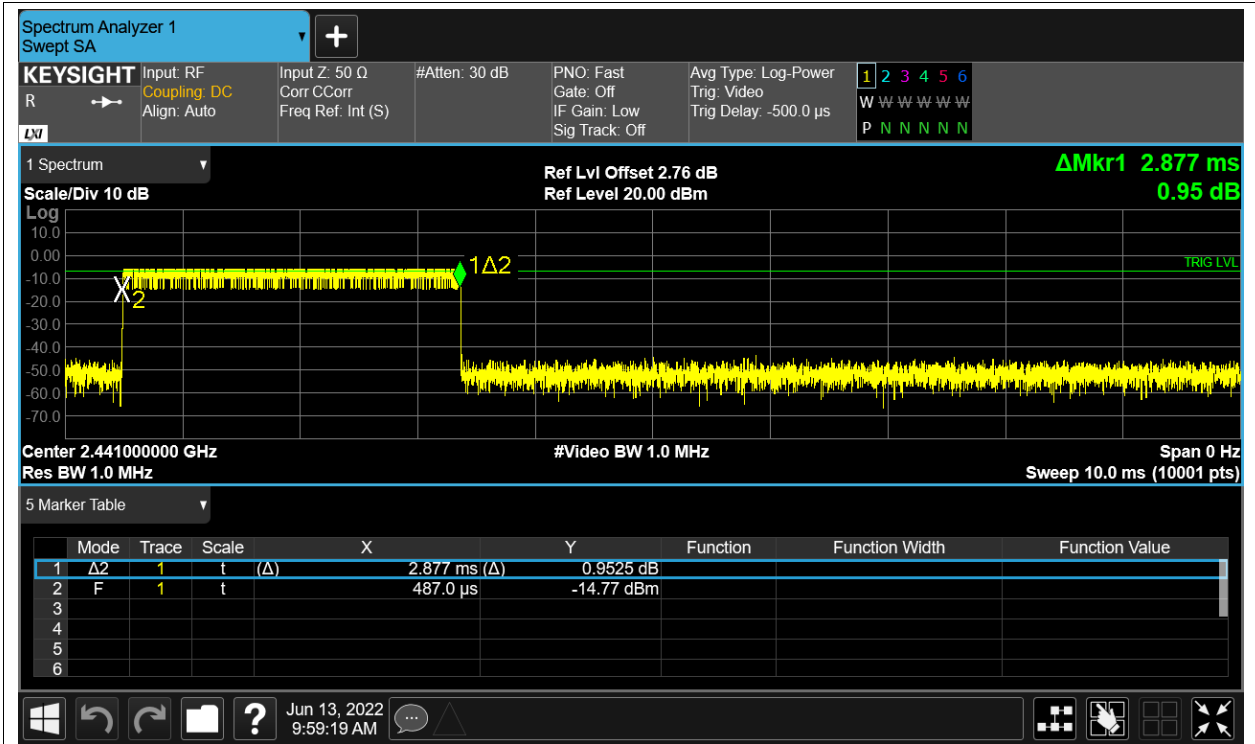 Spectrum Analyzer 1
Swept SA
KEYSIGHT Input: RF Input Z: 50 Ω #Atten: 30 dB PNO: Fast Avg Type: Log-Power 1 2 3 4 5 6
R Coupling: DC Corr CCorr Gate: Off Trig: Video W W W W W W
Align: Auto Freq Ref: Int (S) IF Gain: Low Trig Delay: -500.0 µs
LXI Sig Track: Off P N N N N N
1 Spectrum Ref Lvl Offset 2.76 dB ΔMkr1 2.877 ms
Scale/Div 10 dB Ref Level 20.00 dBm 0.95 dB
Log
10.0
0.00
1Δ2 TRIG LVL
-10.0
2
-20.0
-30.0
-40.0
-50.0
-60.0
-70.0
Center 2.441000000 GHz #Video BW 1.0 MHz Span 0 Hz
Res BW 1.0 MHz Sweep 10.0 ms (10001 pts)
5 Marker Table
Mode Trace Scale X Y Function Function Width Function Value
1 Δ2 1 t (Δ) 2.877 ms (Δ) 0.9525 dB
2 F 1 t 487.0 µs -14.77 dBm
3
4
5
6
? Jun 13, 2022
9:59:19 AM